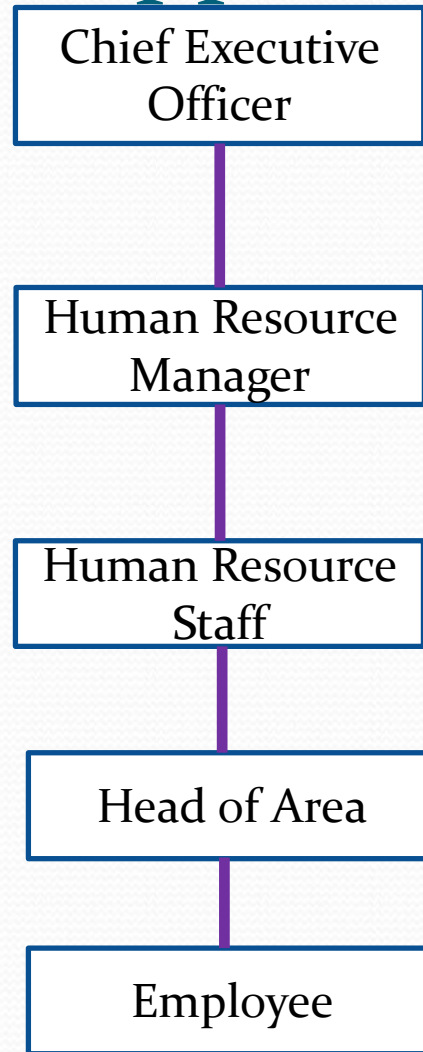 Chief Executive
Officer
Human Resource
Manager
Human Resource
Staff
Head of Area
Employee